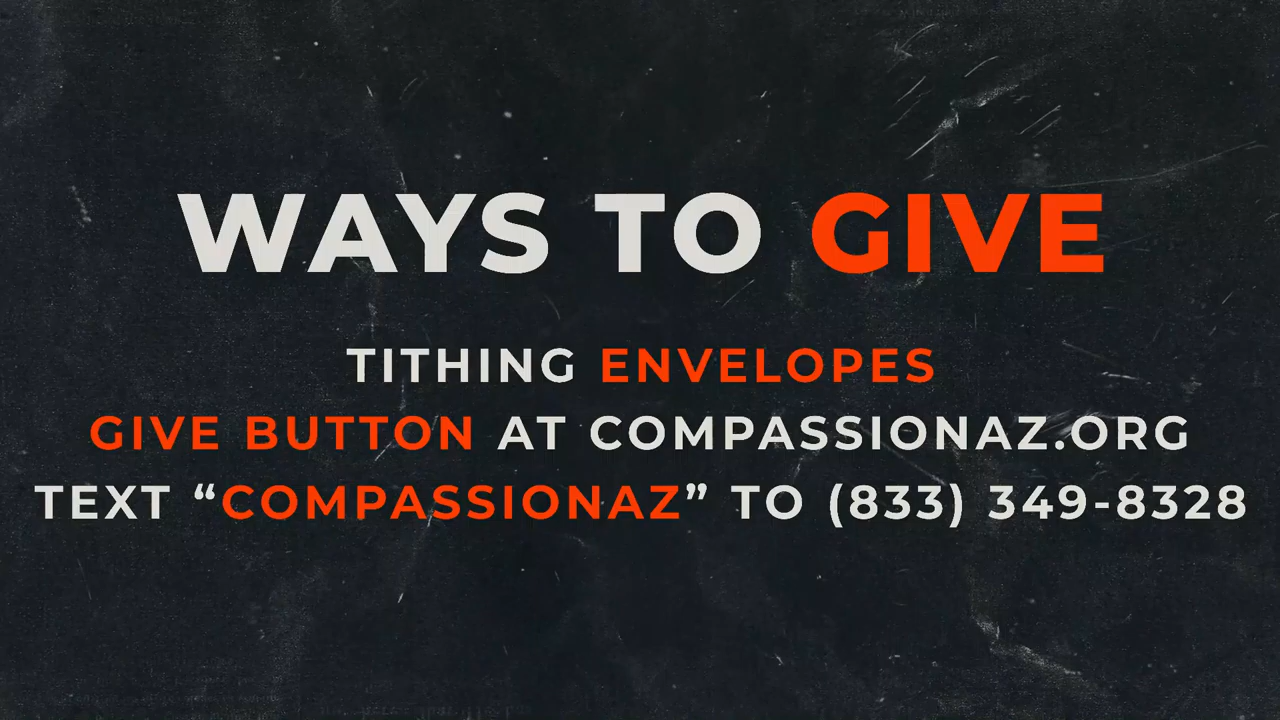 WAYS TO GIVE
TITHING ENVELOPES
GIVE BUTTON AT COMPASSIONAZ.ORG
TEXT “COMPASSIONAZ” TO (833) 349-8328